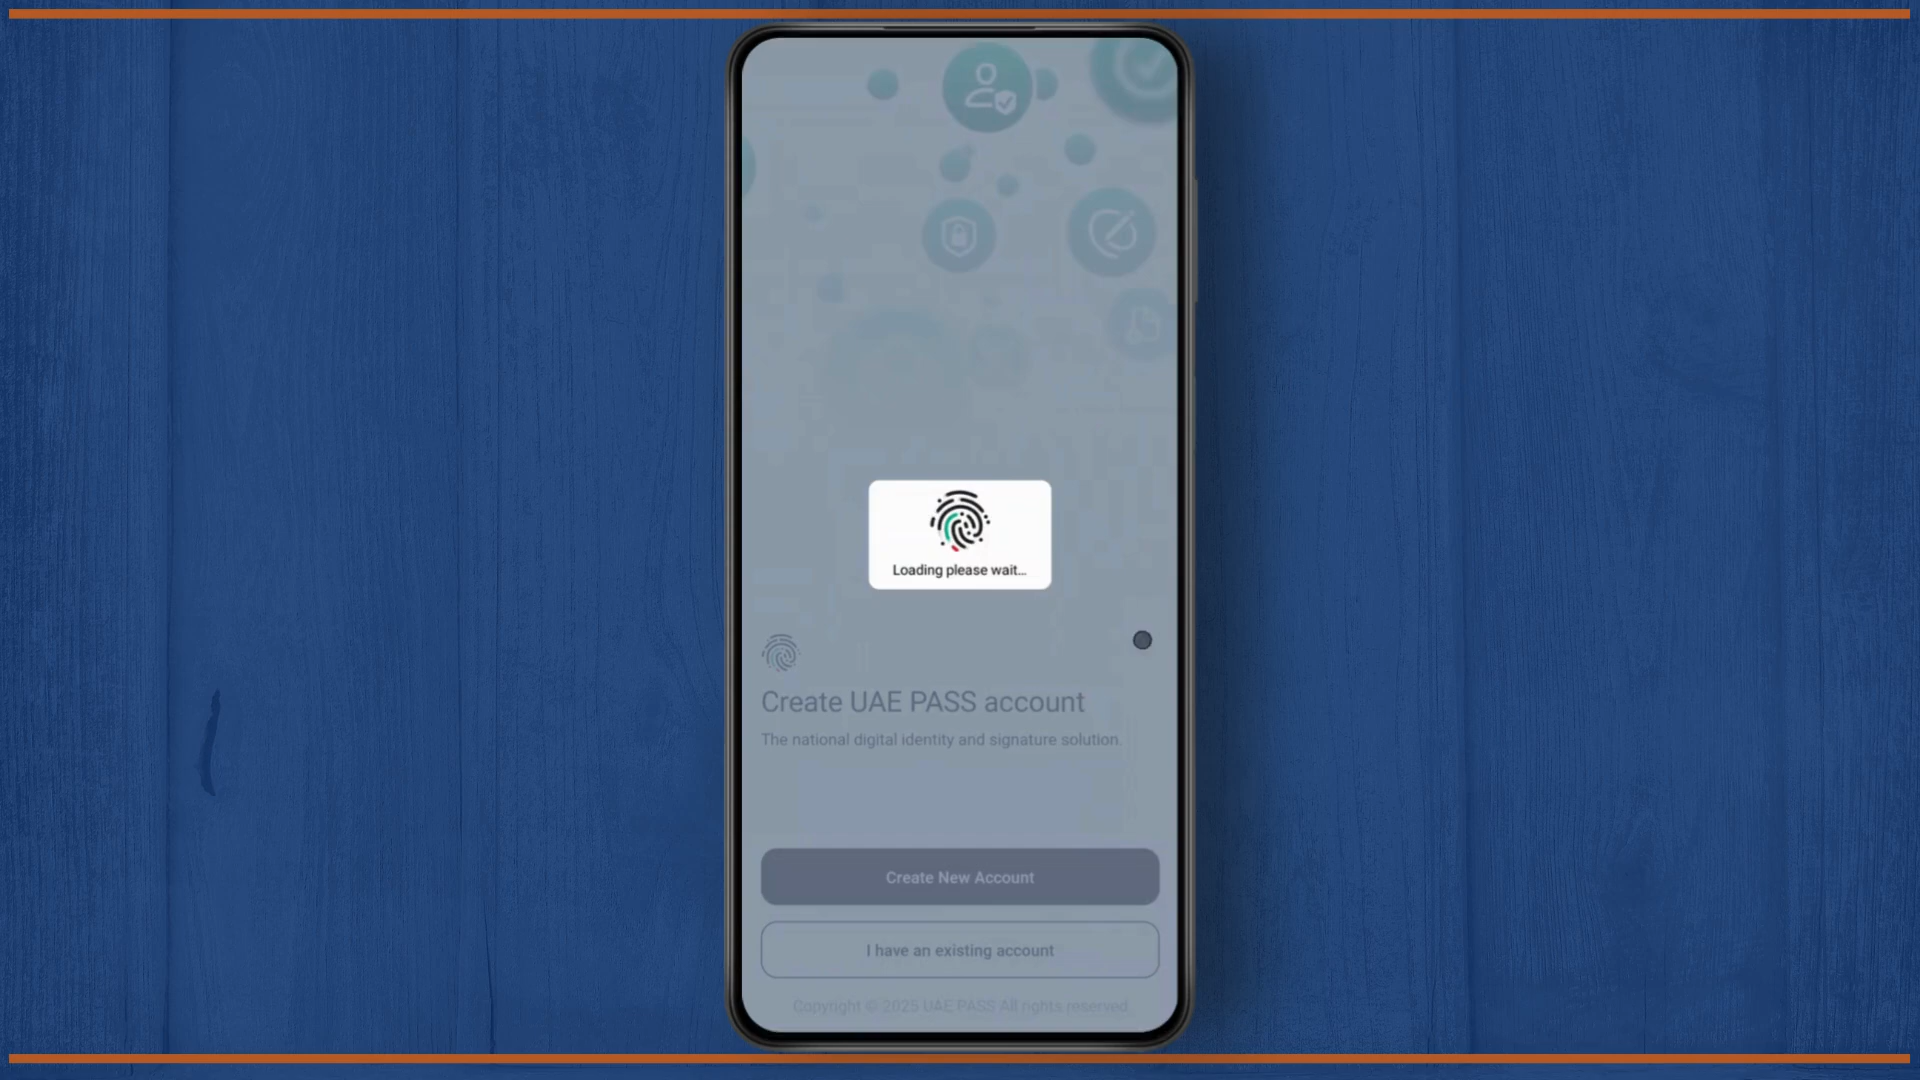 Loading please wait...
Create UAE PASS account
The national digital identity and signature solution.
Create New Account
I have an existing account
Copyright © 2025 UAE PASS All rights reserved.